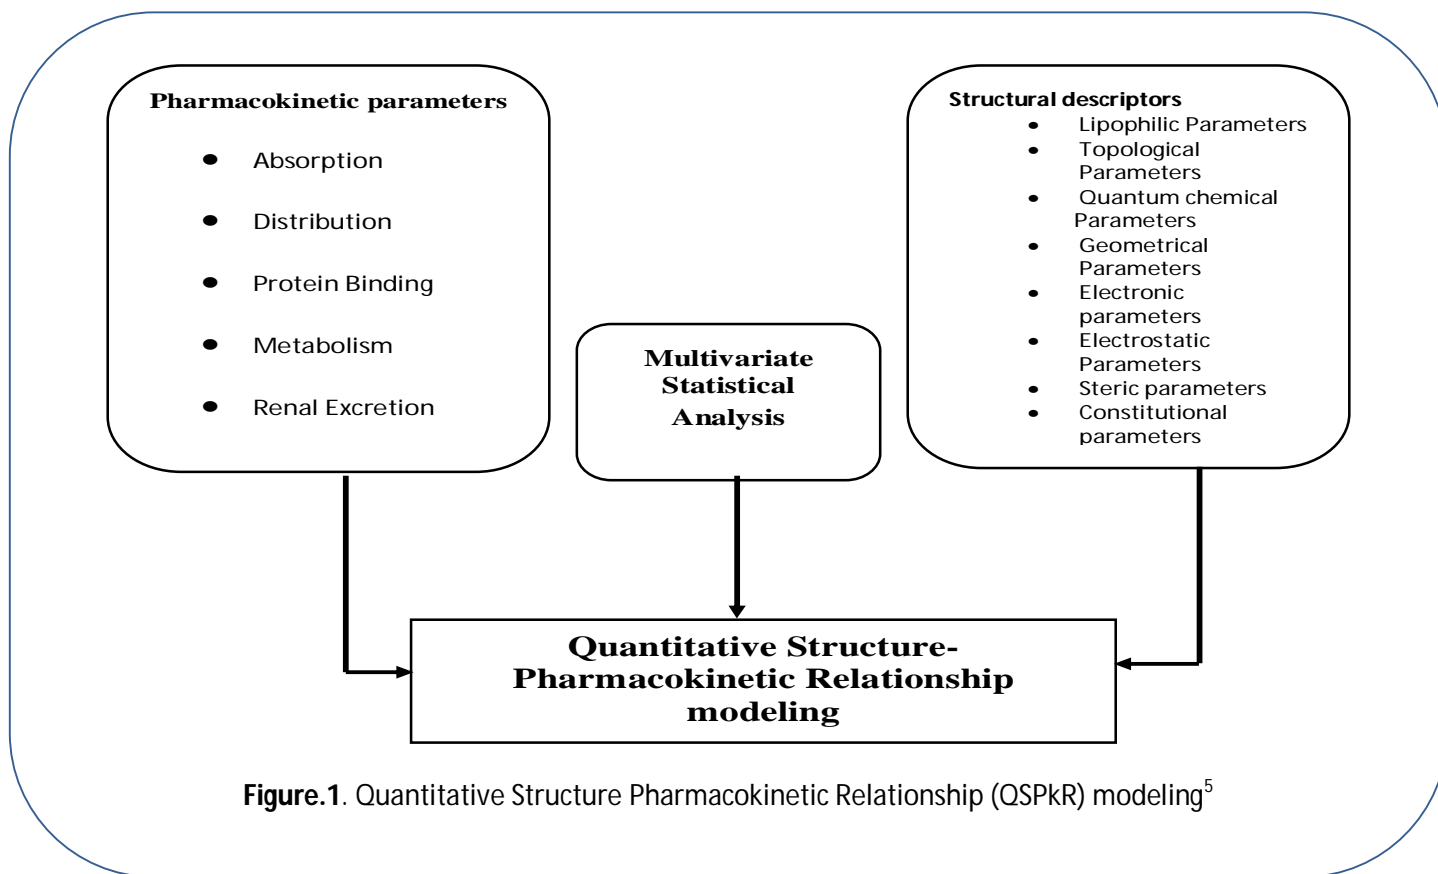 Pharmacokinetic parameters
● Absorption
● Distribution
● Protein Binding
● Metabolism
● Renal Excretion
Multivariate
Statistical
Analysis
Structural descriptors
● Lipophilic Parameters
● Topological
Parameters
● Quantum chemical
Parameters
● Geometrical
Parameters
● Electronic
parameters
● Electrostatic
Parameters
● Steric parameters
● Constitutional
parameters
Quantitative Structure-
Pharmacokinetic Relationship
modeling
Figure.1. Quantitative Structure Pharmacokinetic Relationship (QSPkR) modeling⁵